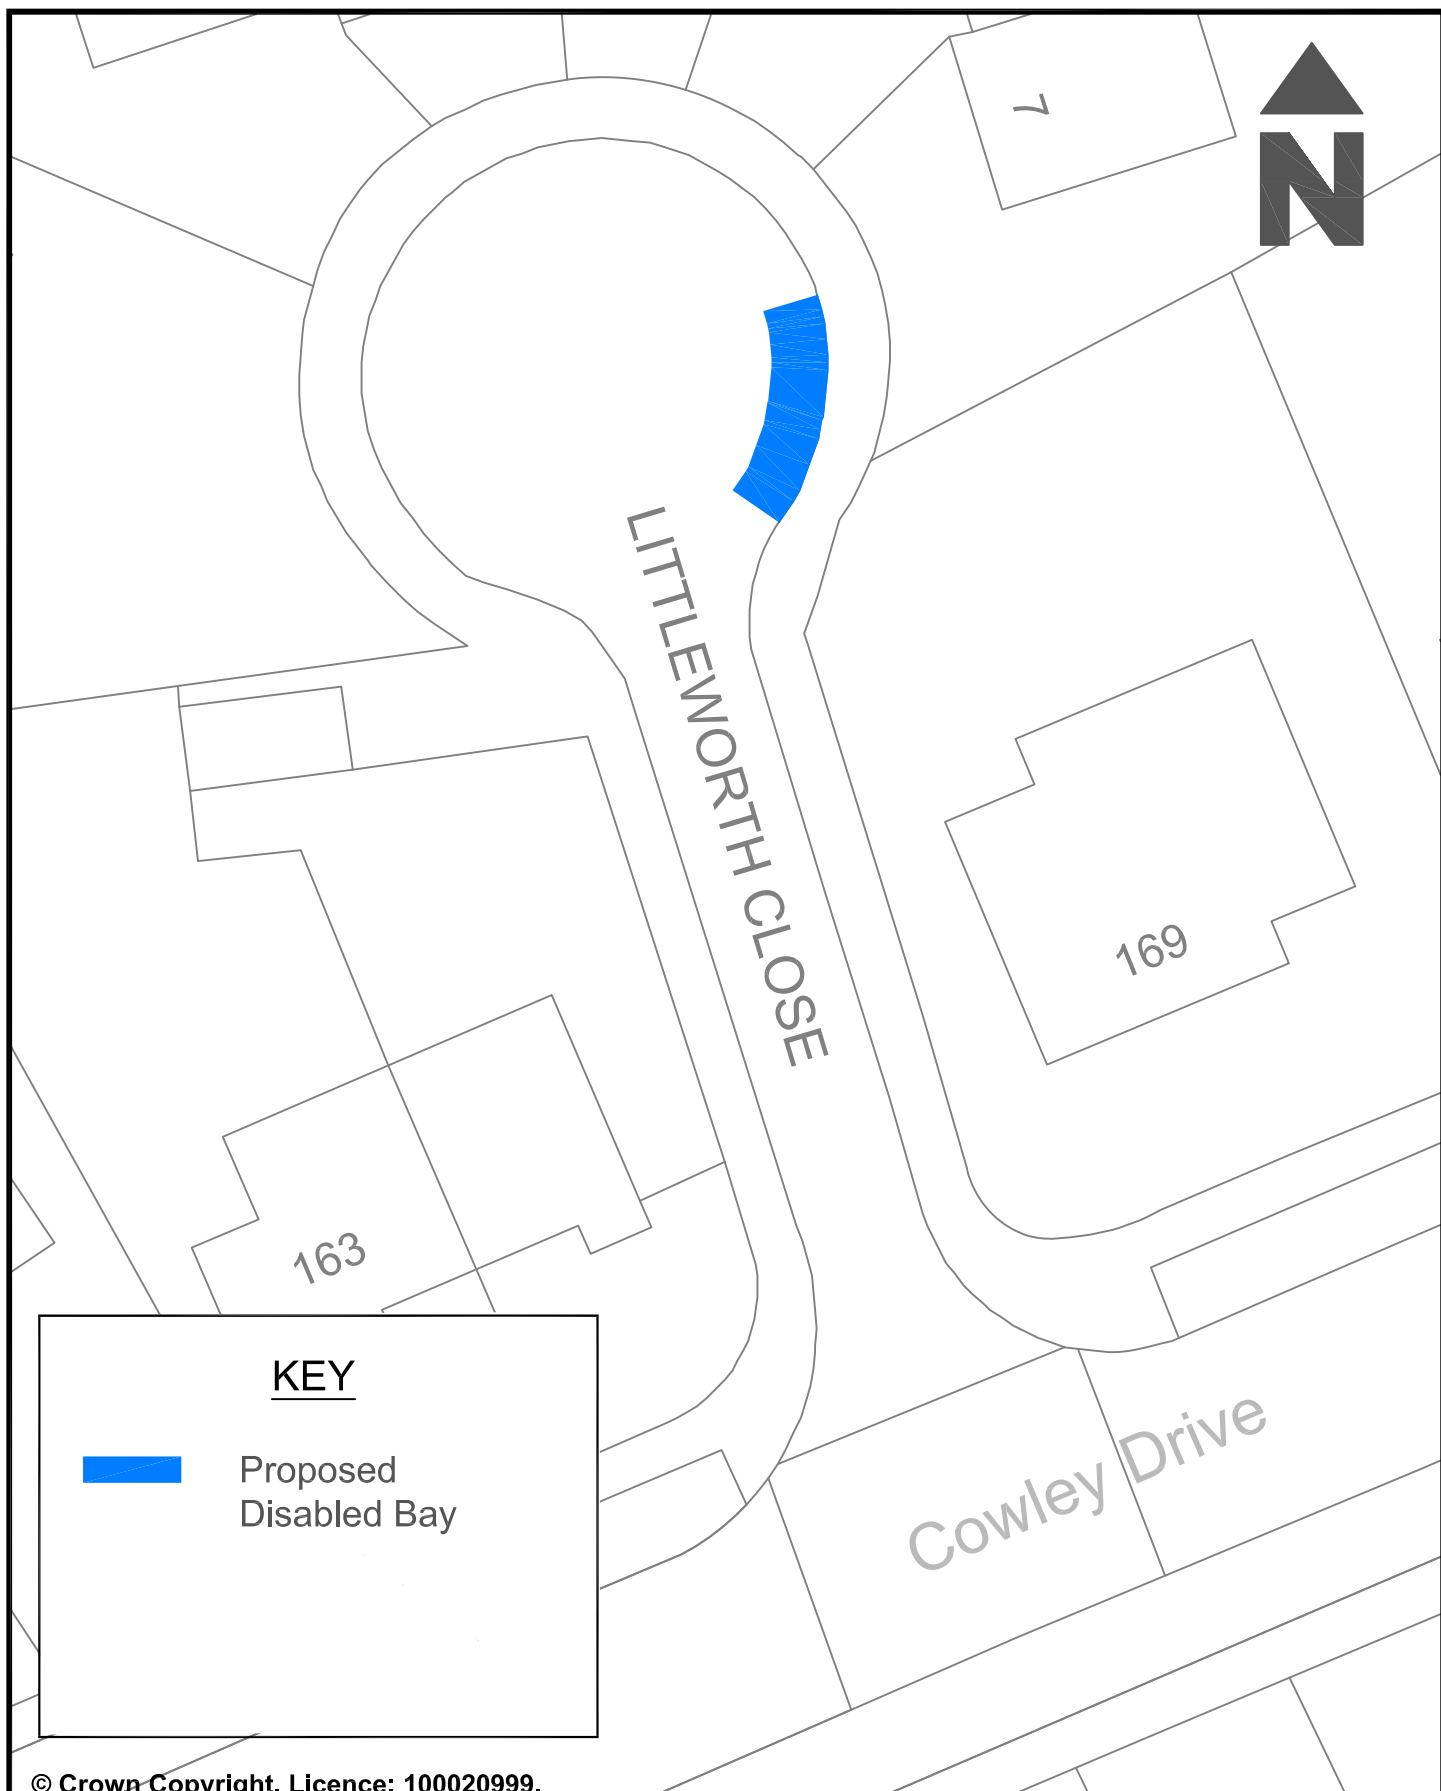 7
N
LITTLEWORTH CLOSE
169
163
Cowley Drive
KEY
Proposed
Disabled Bay
© Crown Copyright. Licence: 100020999.